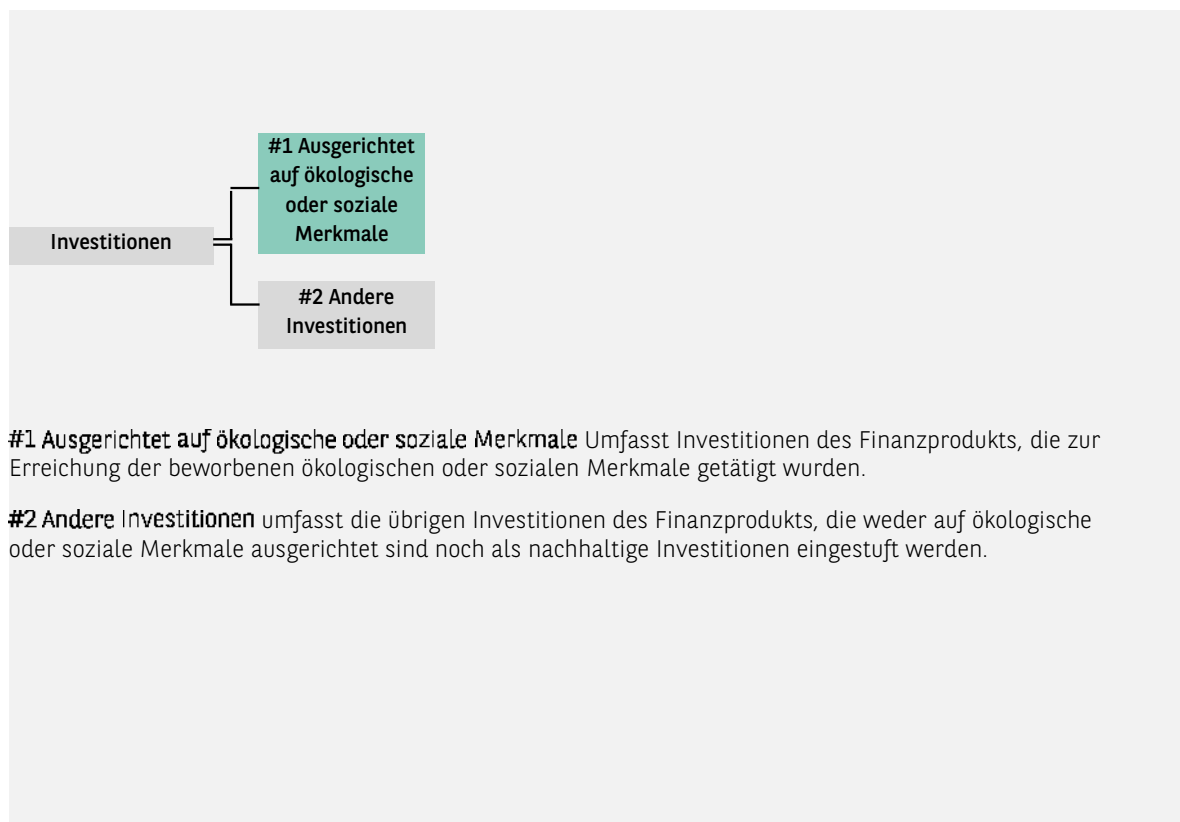 #1 Ausgerichtet
auf ökologische
oder soziale
Merkmale
Investitionen
#2 Andere
Investitionen
#1 Ausgerichtet auf ökologische oder soziale Merkmale Umfasst Investitionen des Finanzprodukts, die zur
Erreichung der beworbenen ökologischen oder sozialen Merkmale getätigt wurden.
#2 Andere Investitionen umfasst die übrigen Investitionen des Finanzprodukts, die weder auf ökologische
oder soziale Merkmale ausgerichtet sind noch als nachhaltige Investitionen eingestuft werden.